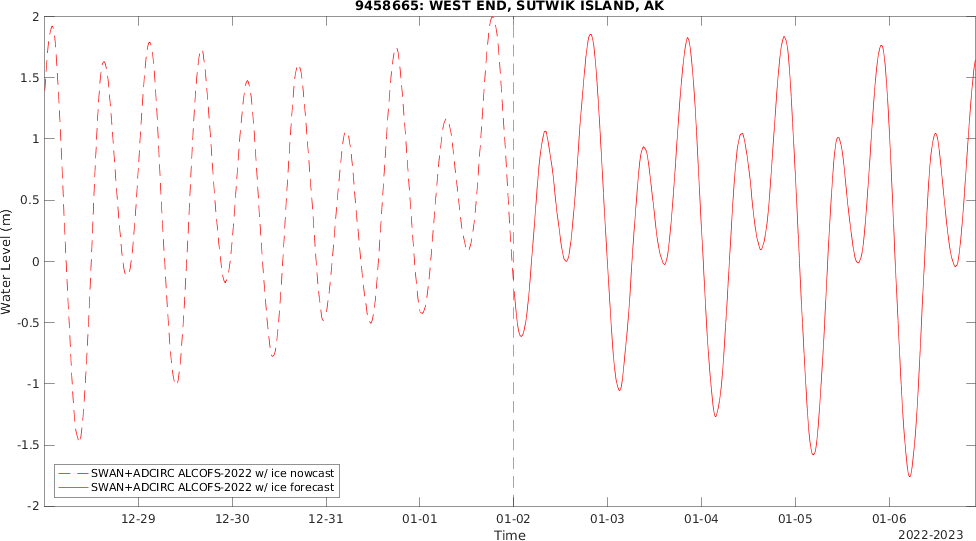 9458665: WEST END, SUTWIK ISLAND, AK
2
1.5
1
0.5
0
-0.5
-1
-1.5
-2
Water Level (m)
SWAN+ADCIRC ALCOFS-2022 w/ ice nowcast
SWAN+ADCIRC ALCOFS-2022 w/ ice forecast
12-29 12-30 12-31 01-01 01-02 01-03 01-04 01-05 01-06
Time
2022-2023